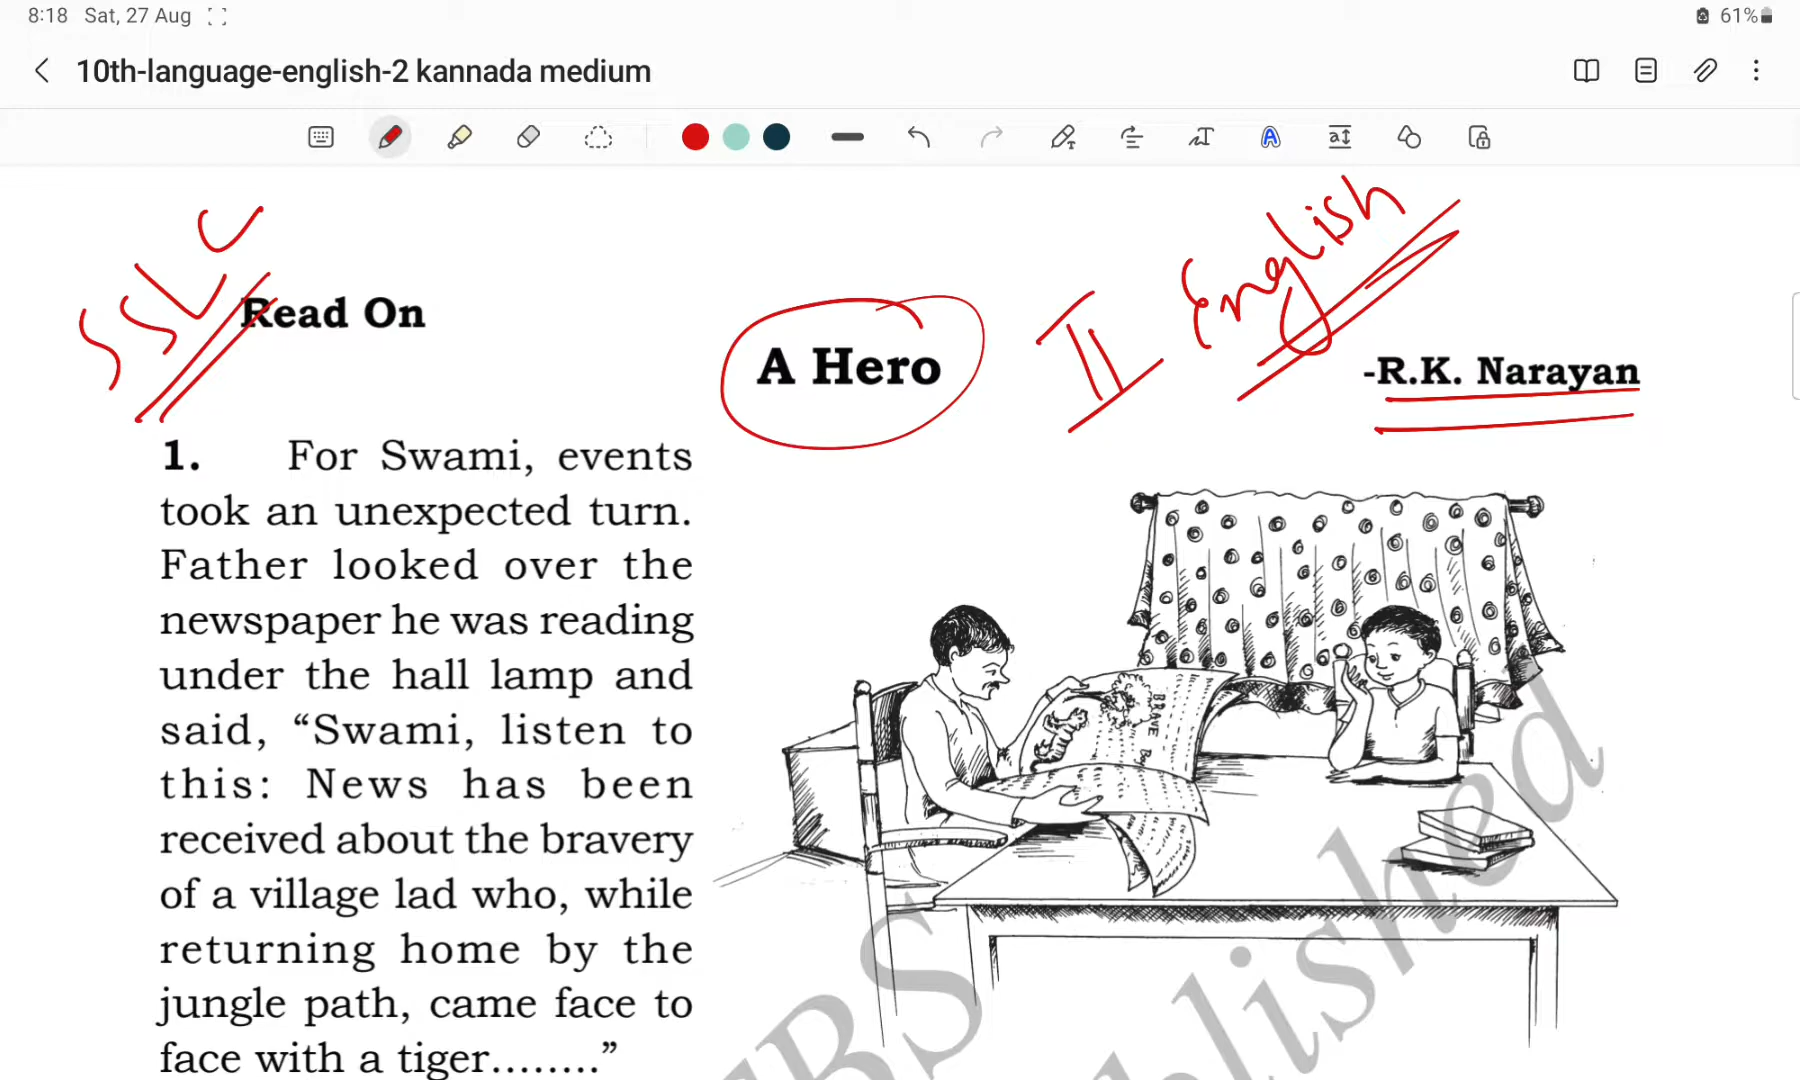 8:18 Sat, 27 Aug
61%
10th-language-english-2 kannada medium
SSLC
II English
Read On
A Hero
-R.K. Narayan
1. For Swami, events
took an unexpected turn.
Father looked over the
newspaper he was reading
under the hall lamp and
said, “Swami, listen to
this: News has been
received about the bravery
of a village lad who, while
returning home by the
jungle path, came face to
face with a tiger........”
BRAVE